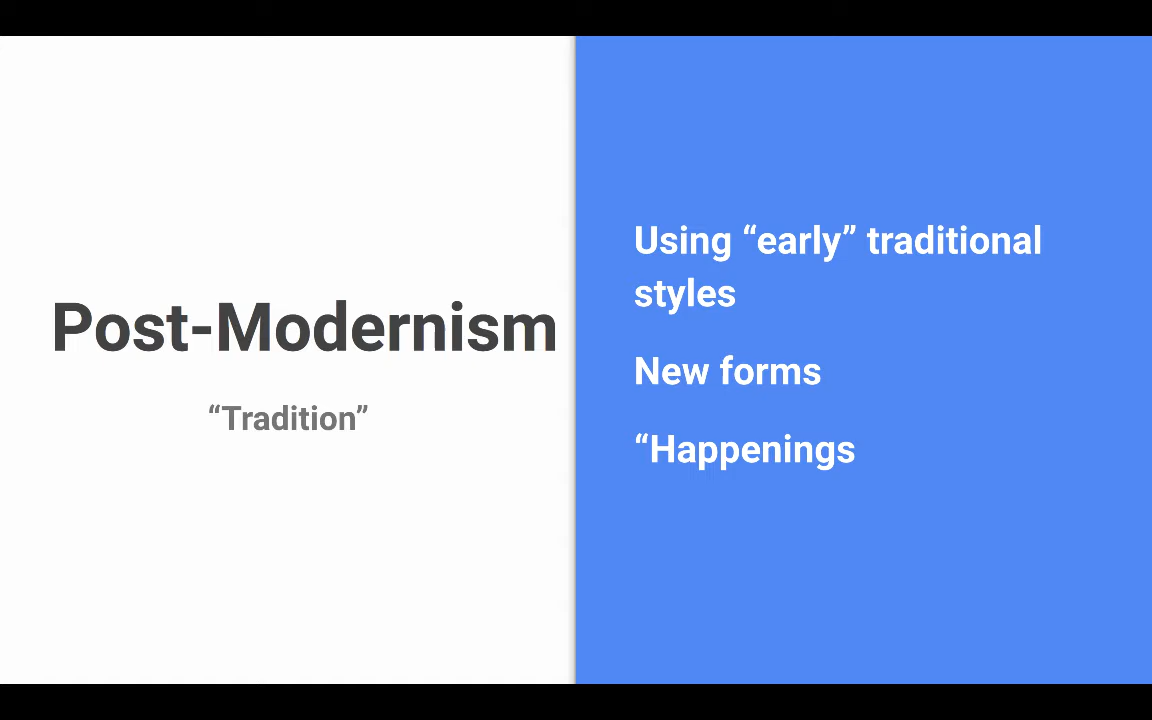 Post-Modernism
“Tradition”
Using “early” traditional
styles
New forms
“Happenings